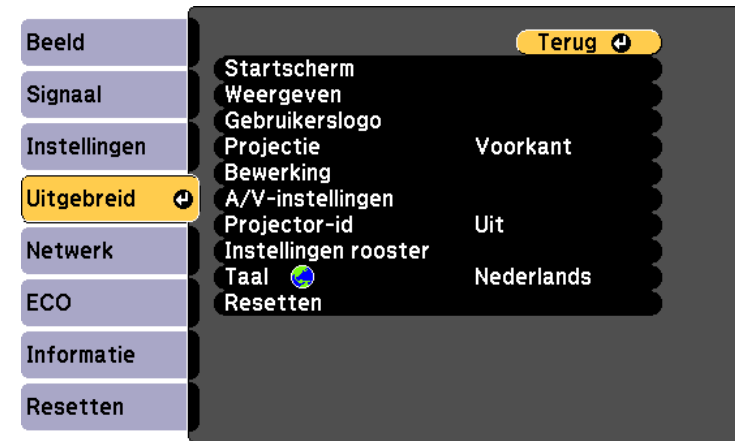 Beeld
Signaal
Instellingen
Uitgebreid
Netwerk
ECO
Informatie
Resetten
Terug
Startscherm
Weergeven
Gebruikerslogo
Projectie Voorkant
Bewerking
A/V-instellingen
Projector-id Uit
Instellingen rooster
Taal Nederlands
Resetten